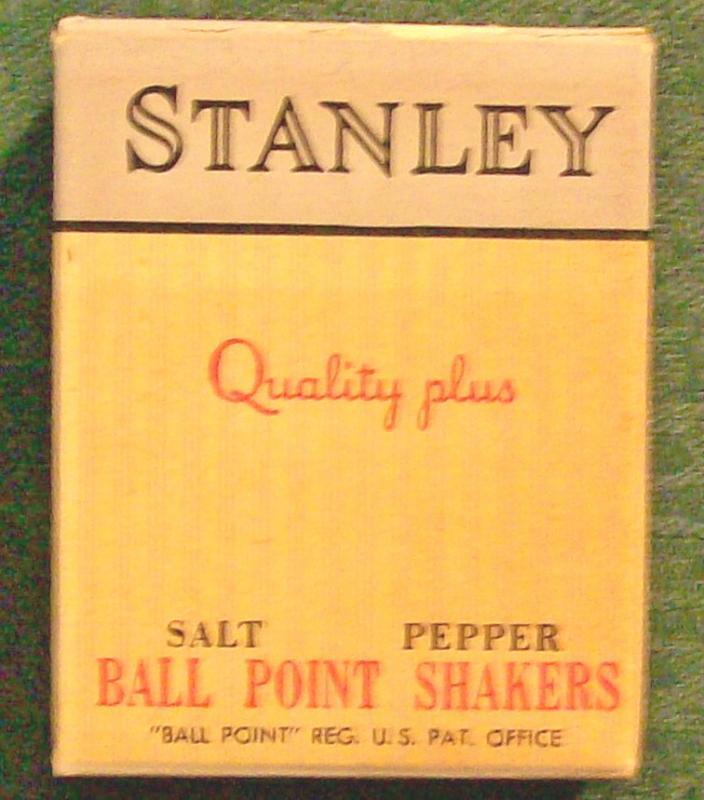 STANLEY
Quality plus
SALT PEPPER
BALL POINT SHAKERS
"BALL POINT" REG. U.S. PAT. OFFICE